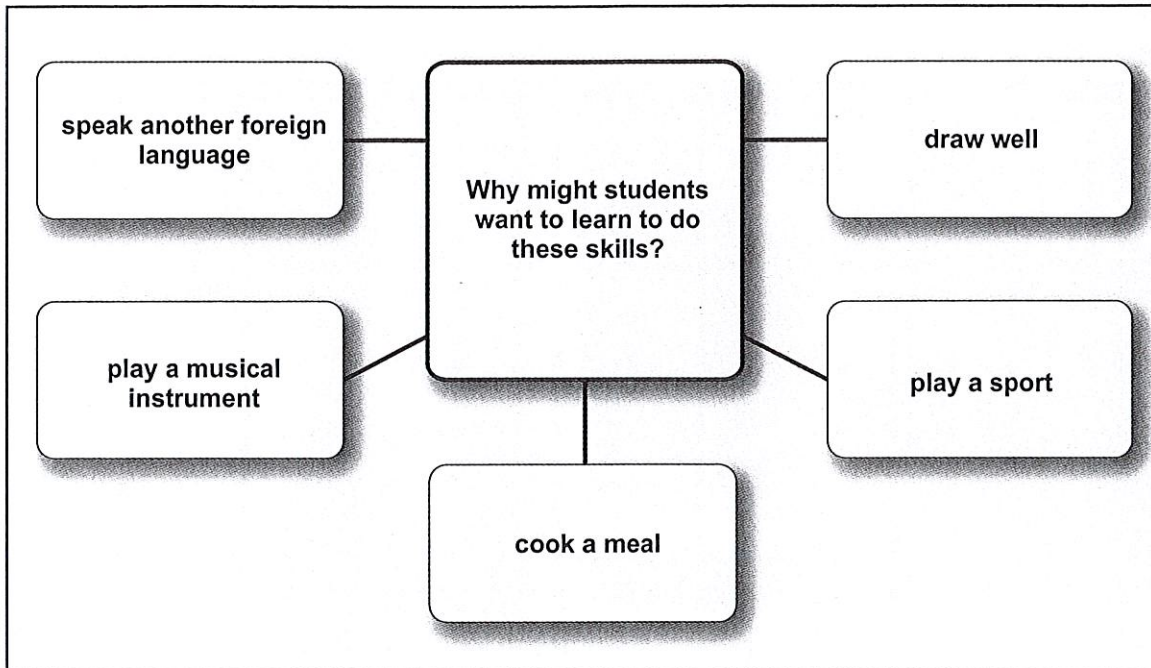 speak another foreign
language
Why might students
want to learn to do
these skills?
draw well
play a musical
instrument
play a sport
cook a meal